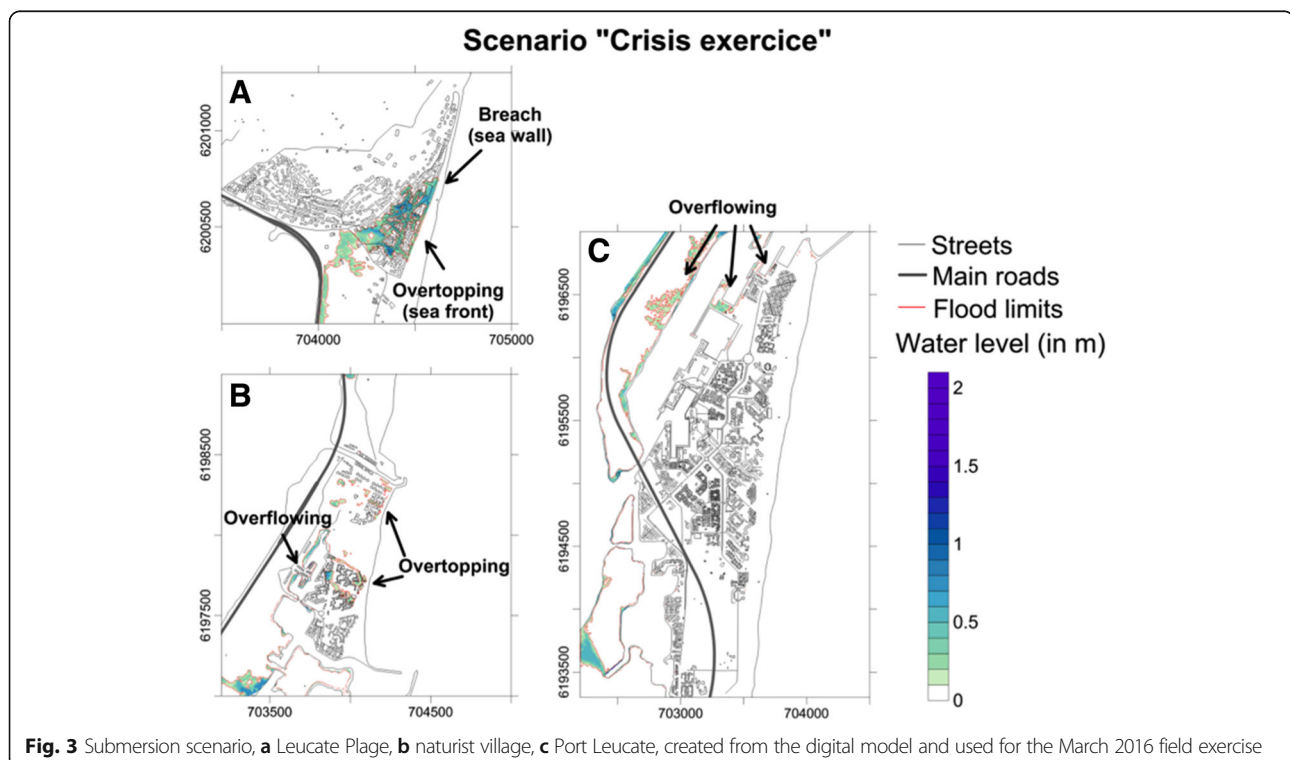 Scenario "Crisis exercice"
A
6201000
6200500
704000
705000
Breach
(sea wall)
Overtopping
(sea front)
B
6198500
6197500
703500
704500
Overflowing
Overtopping
C
Overflowing
6196500
6195500
6194500
6193500
703000
704000
Streets
Main roads
Flood limits
Water level (in m)
2
1.5
1
0.5
0
Fig. 3 Submersion scenario, a Leucate Plage, b naturist village, c Port Leucate, created from the digital model and used for the March 2016 field exercise